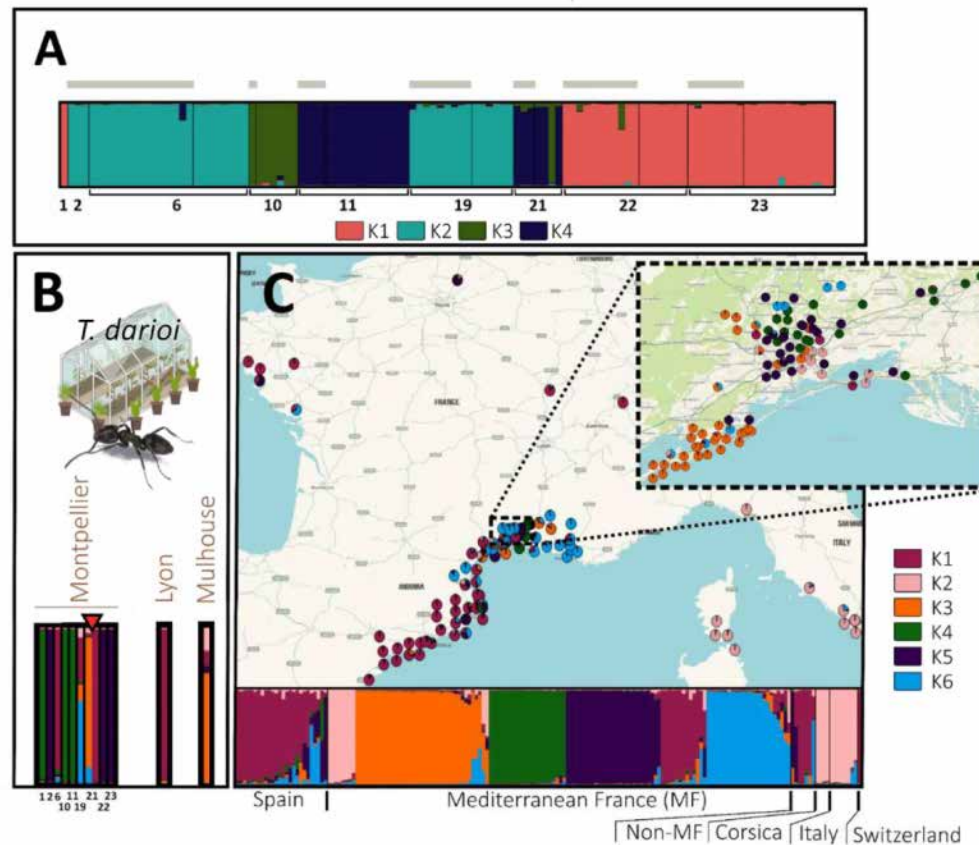 A
1 2 6 10 11 19 21 22 23
K1 K2 K3 K4
B
T. darioi
Montpellier
Lyon
Mulhouse
1 2 6 11 21 23
10 19 22
C
FRANCE
ANDORRA
ITALY
K1
K2
K3
K4
K5
K6
Spain Mediterranean France (MF)
Non-MF Corsica Italy Switzerland